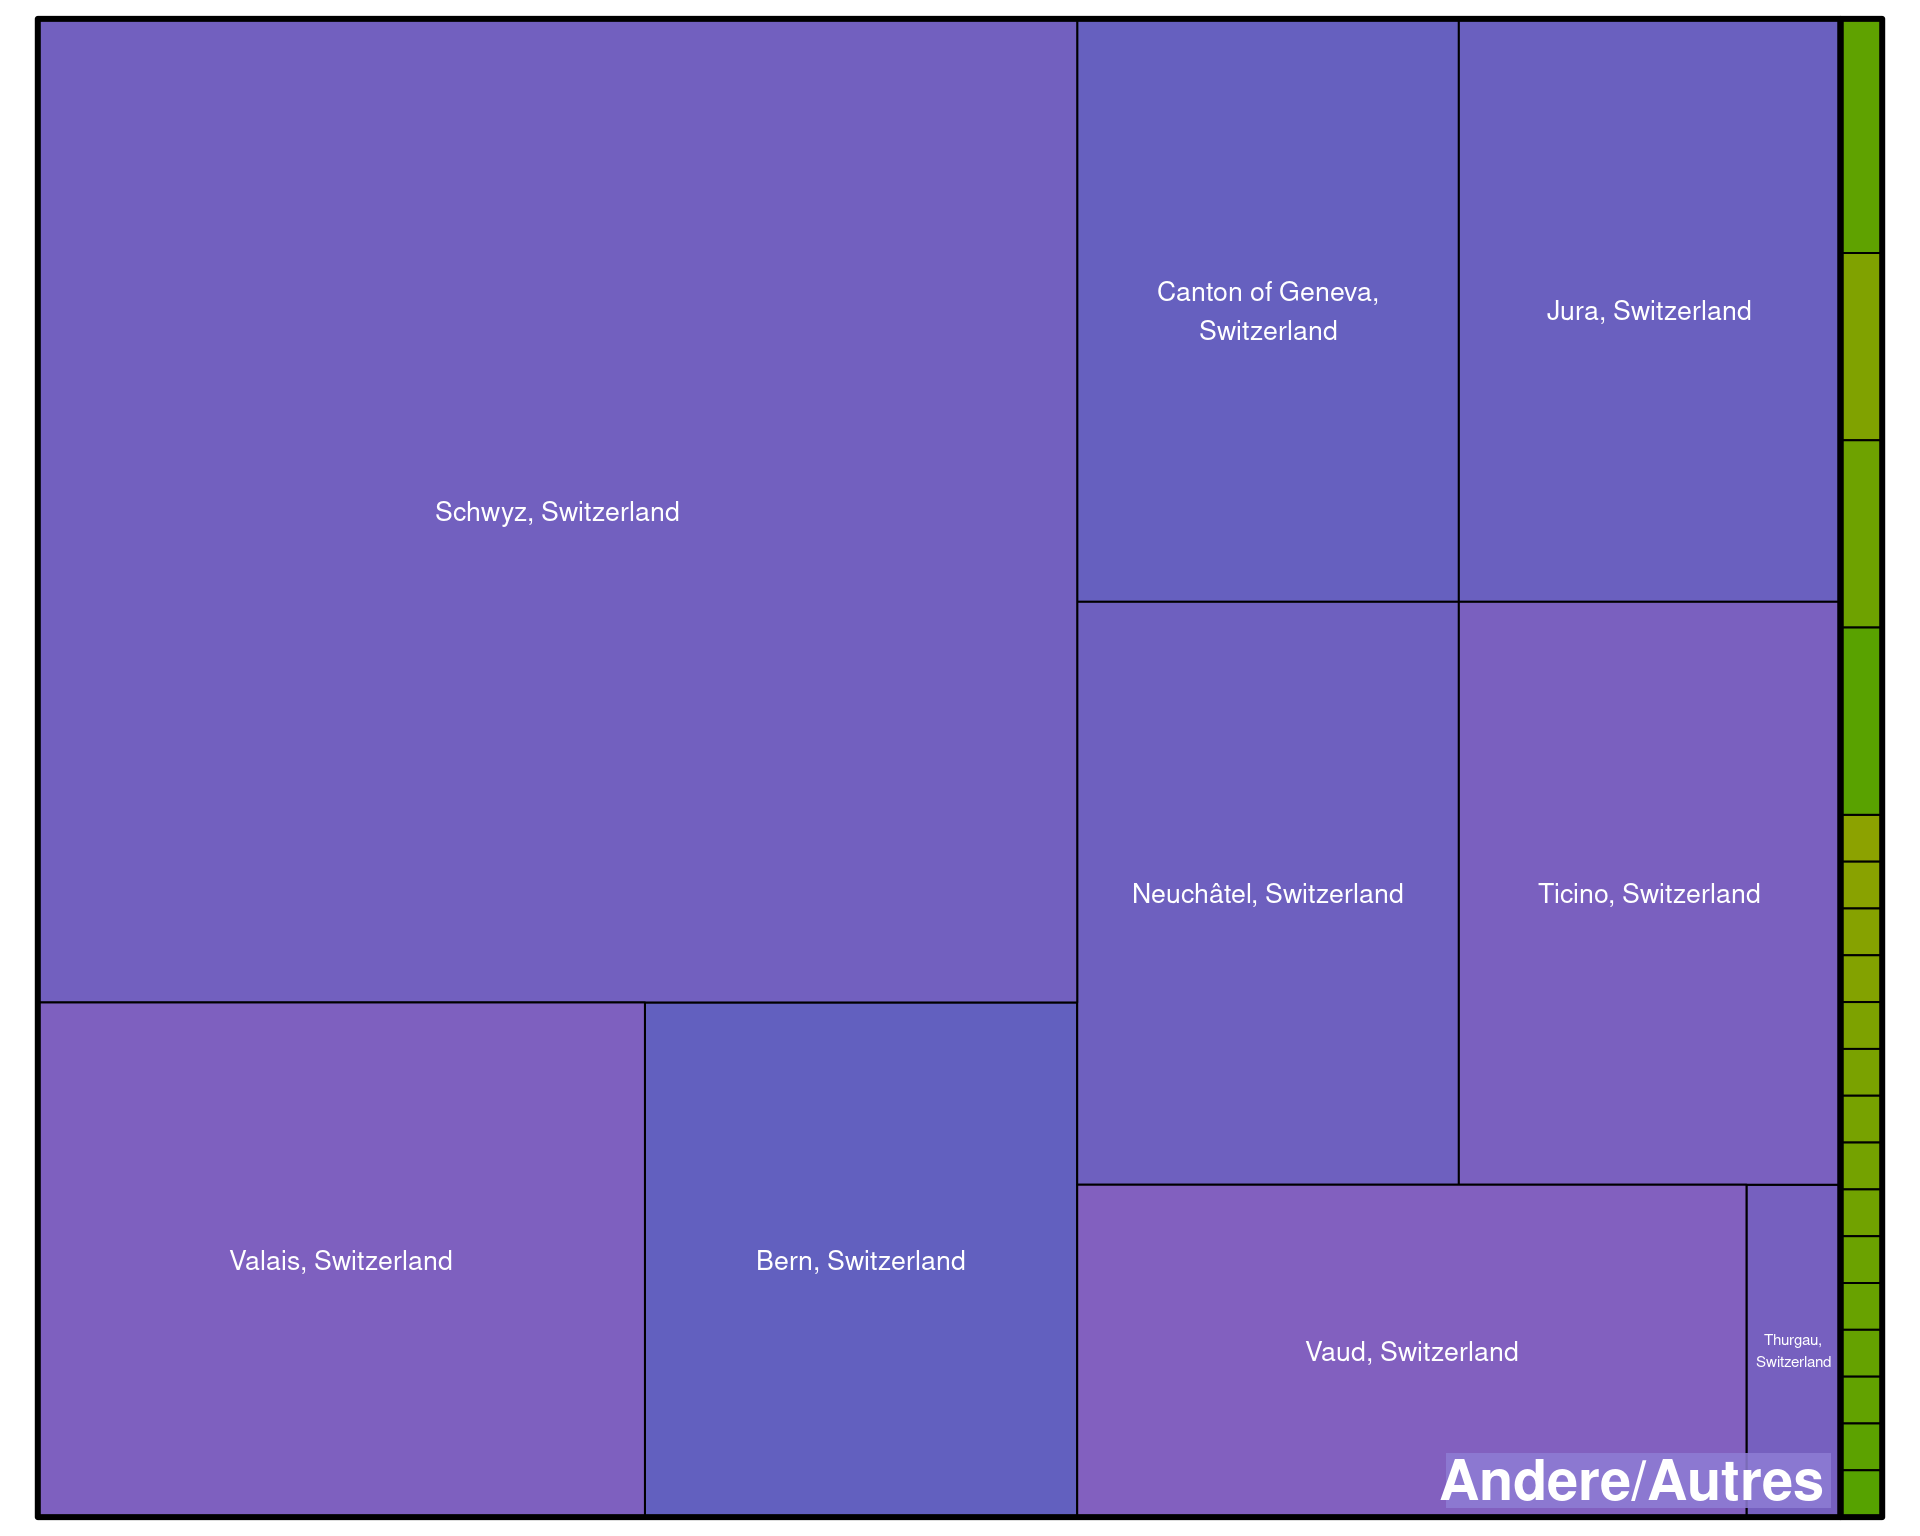 Schwyz, Switzerland
Canton of Geneva,
Switzerland
Jura, Switzerland
Neuchâtel, Switzerland
Ticino, Switzerland
Valais, Switzerland
Bern, Switzerland
Vaud, Switzerland
Thurgau,
Switzerland
Andere/Autres